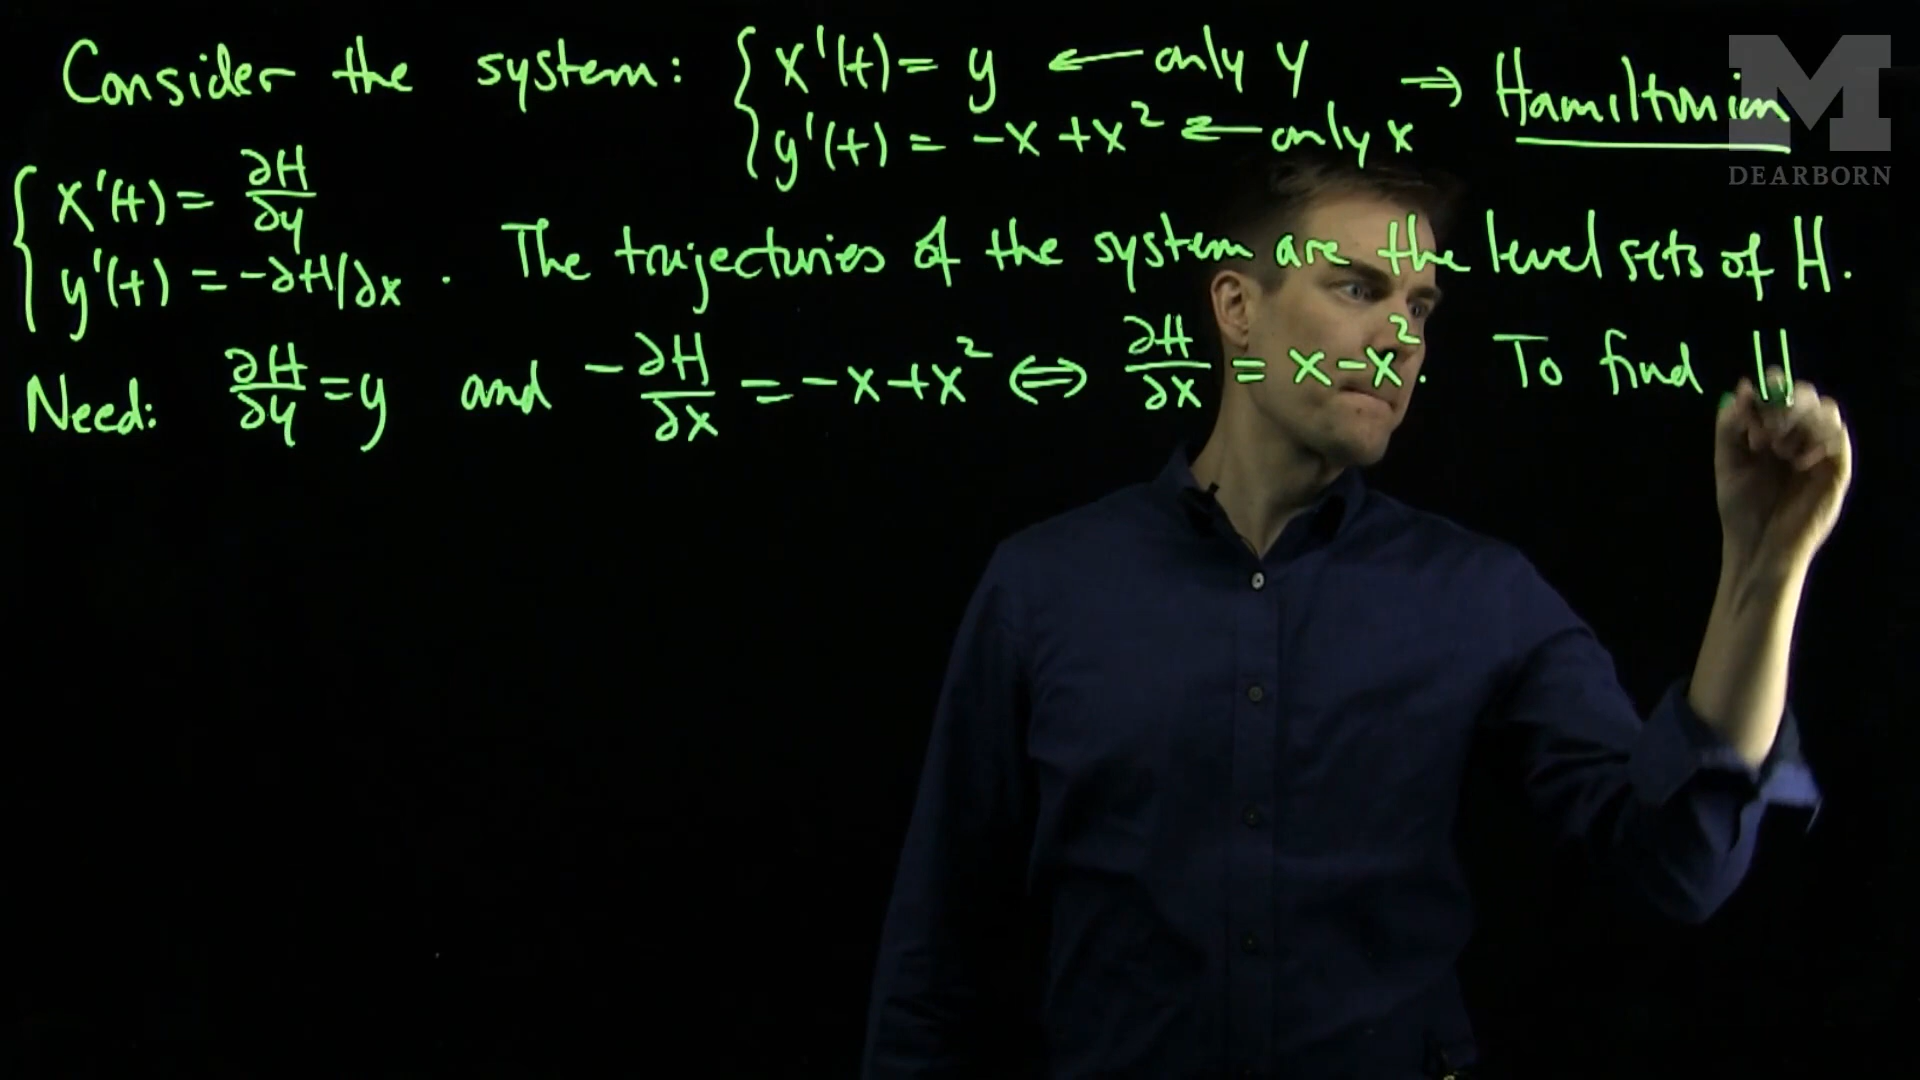 Consider the system: { x'(t) = y ← only y ⇒ Hamiltonian
y'(t) = -x + x² ← only x
M
DEARBORN
{ x'(t) = ∂H/∂y
y'(t) = -∂H/∂x . The trajectories of the system are the level sets of H.
Need: ∂H/∂y = y and -∂H/∂x = -x + x² ⇔ ∂H/∂x = x - x². To find H